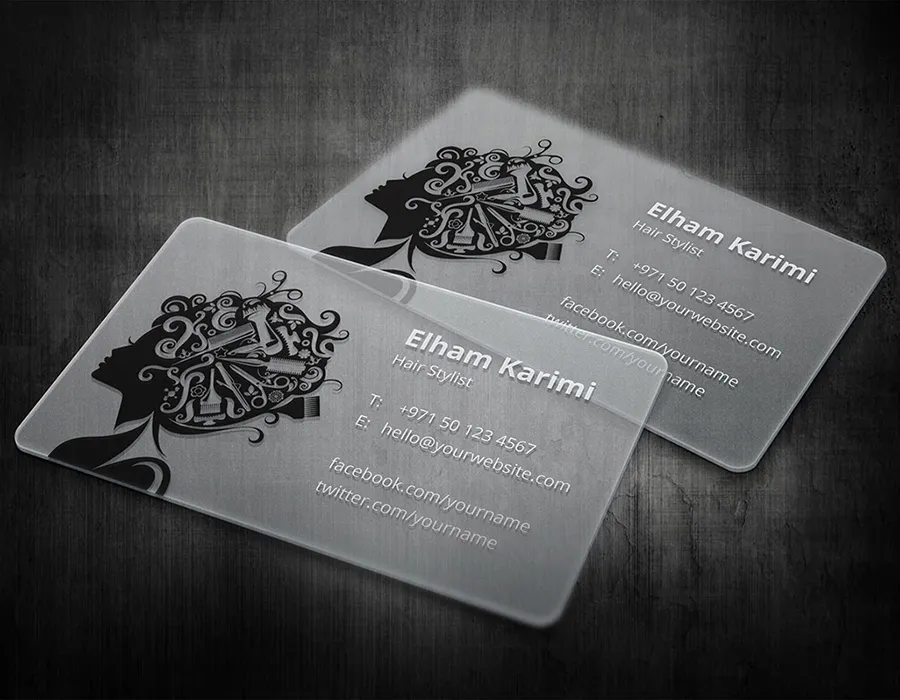 Elham Karimi
Hair Stylist
T: +971 50 123 4567
E: hello@yourwebsite.com
facebook.com/yourname
twitter.com/yourname
Elham Karimi
Hair Stylist
T: +971 50 123 4567
E: hello@yourwebsite.com
facebook.com/yourname
twitter.com/yourname